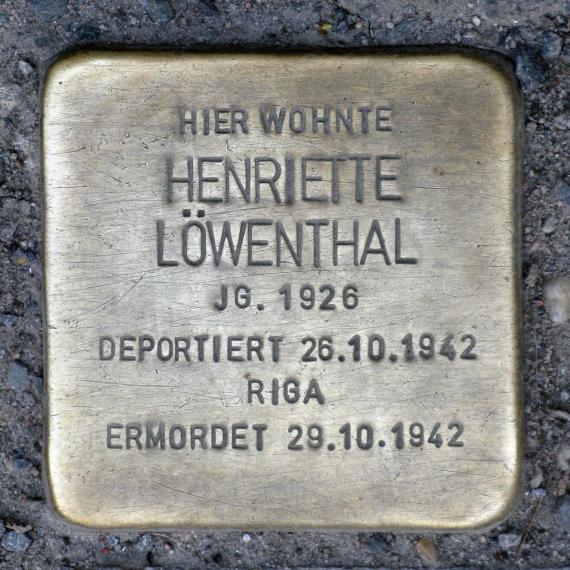 HIER WOHNTE
HENRIETTE
LÖWENTHAL
JG. 1926
DEPORTIERT 26.10.1942
RIGA
ERMORDET 29.10.1942